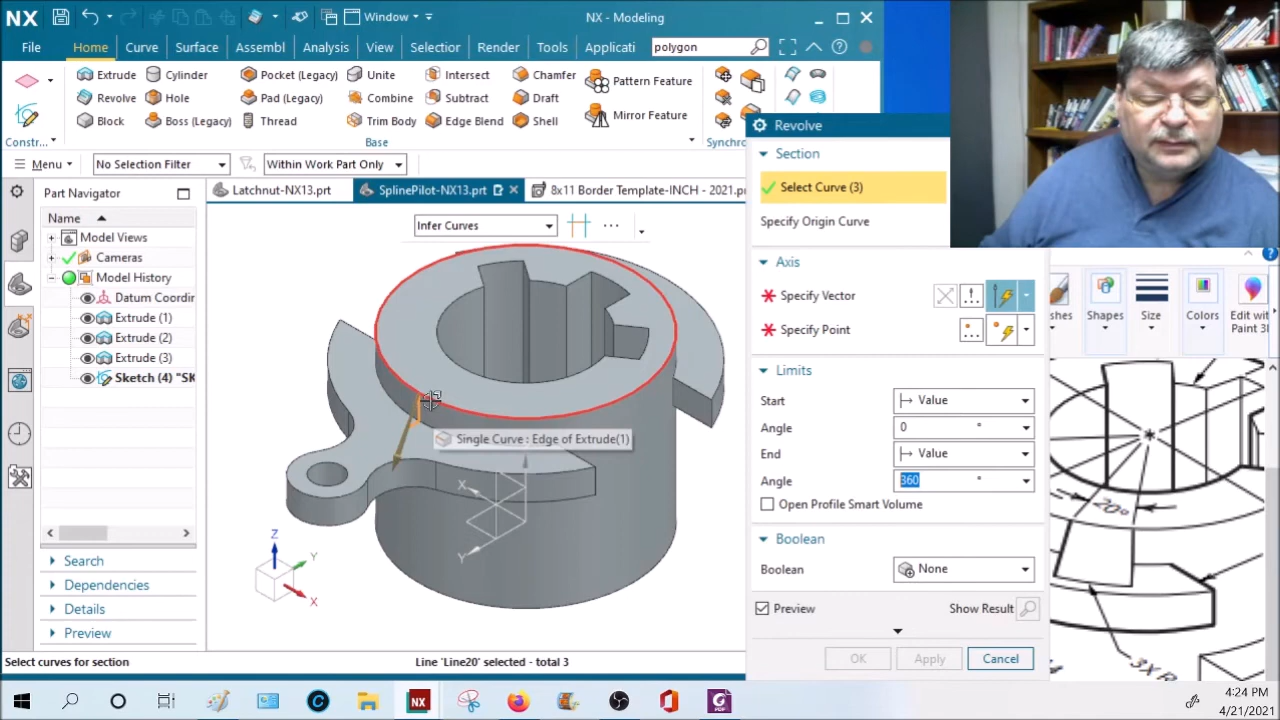 NX
Window
NX - Modeling
File
Home
Curve
Surface
Assembl
Analysis
View
Selectior
Render
Tools
Applicati
polygon
Extrude
Cylinder
Pocket (Legacy)
Unite
Intersect
Chamfer
Pattern Feature
Revolve
Hole
Pad (Legacy)
Combine
Subtract
Draft
Mirror Feature
Block
Boss (Legacy)
Thread
Trim Body
Edge Blend
Shell
Constr...
Base
Synchro
Menu
No Selection Filter
Within Work Part Only
Part Navigator
Latchnut-NX13.prt
SplinePilot-NX13.prt
8x11 Border Template-INCH - 2021.pr
Name
Infer Curves
Model Views
Cameras
Model History
Datum Coordir
Extrude (1)
Extrude (2)
Extrude (3)
Sketch (4) "SK
Single Curve : Edge of Extrude(1)
X
Y
Z
Y
X
Search
Dependencies
Details
Preview
Revolve
Section
Select Curve (3)
Specify Origin Curve
Axis
Specify Vector
Specify Point
Limits
Start
Value
Angle
0
°
End
Value
Angle
360
°
Open Profile Smart Volume
Boolean
Boolean
None
Preview
Show Result
OK
Apply
Cancel
shes
Shapes
Size
Colors
Edit with
Paint 3I
20°
3X R
Select curves for section
Line 'Line20' selected - total 3
NX
4:24 PM
4/21/2021